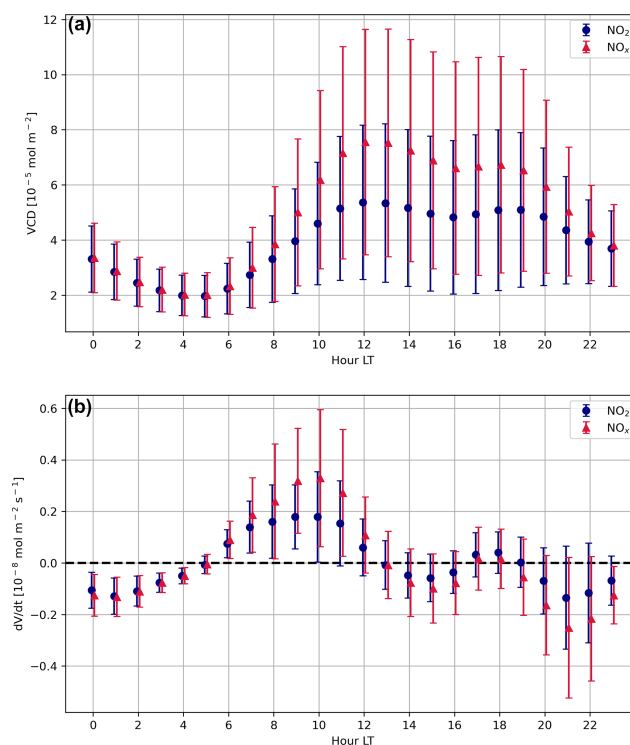 (a)
NO₂
NOₓ
12
10
8
6
4
2
VCD [10⁻⁵ mol m⁻²]
0 2 4 6 8 10 12 14 16 18 20 22
Hour LT
(b)
NO₂
NOₓ
0.6
0.4
0.2
0.0
−0.2
−0.4
dV/dt [10⁻⁸ mol m⁻² s⁻¹]
0 2 4 6 8 10 12 14 16 18 20 22
Hour LT